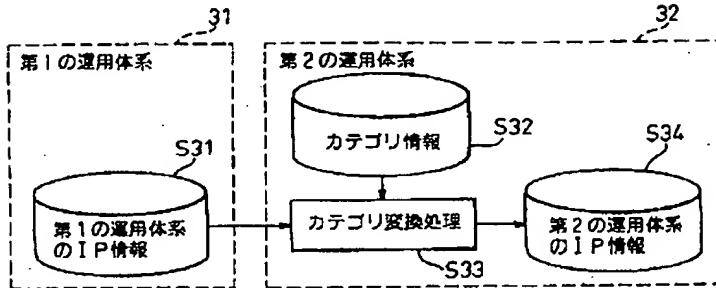 31
32
第1の運用体系
第2の運用体系
カテゴリ情報
S32
S31
S34
第1の運用体系
のIP情報
カテゴリ変換処理
第2の運用体系
のIP情報
S33